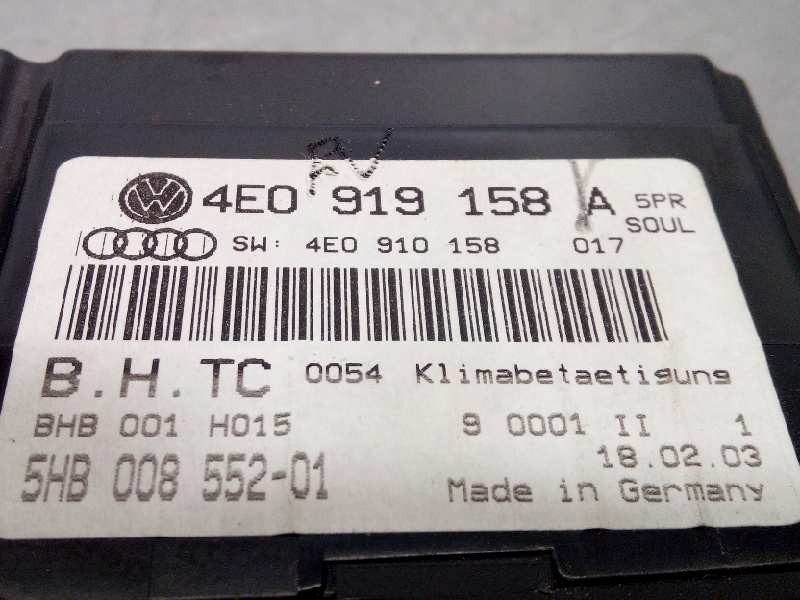 4E0 919 158 A 5PR
SOUL
SW: 4E0 910 158 017
B.H.TC 0054 Klimabetaetigung
BHB 001 H015 9 0001 II 1
18.02.03
5HB 008 552-01 Made in Germany